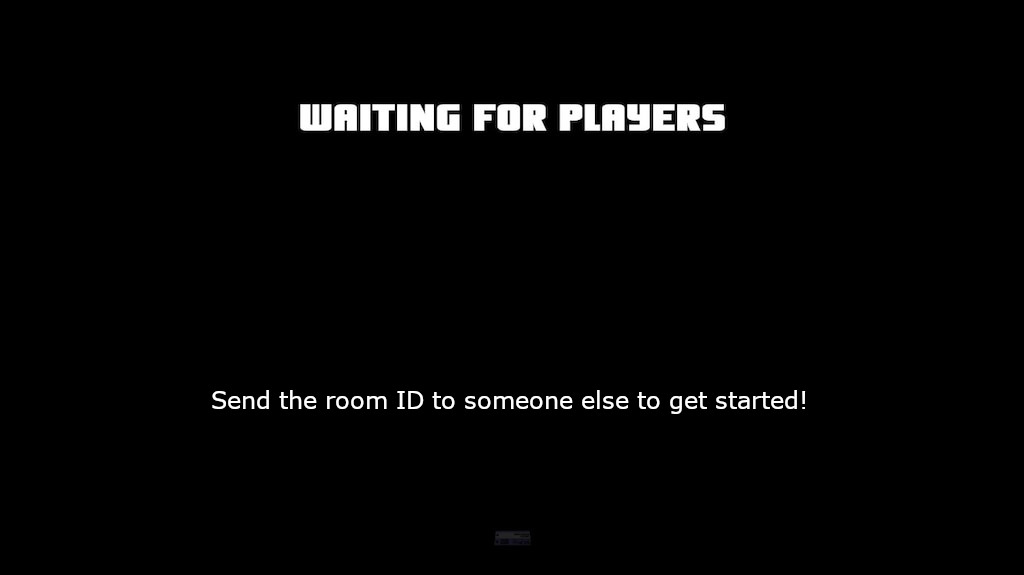 WAITING FOR PLAYERS
Send the room ID to someone else to get started!